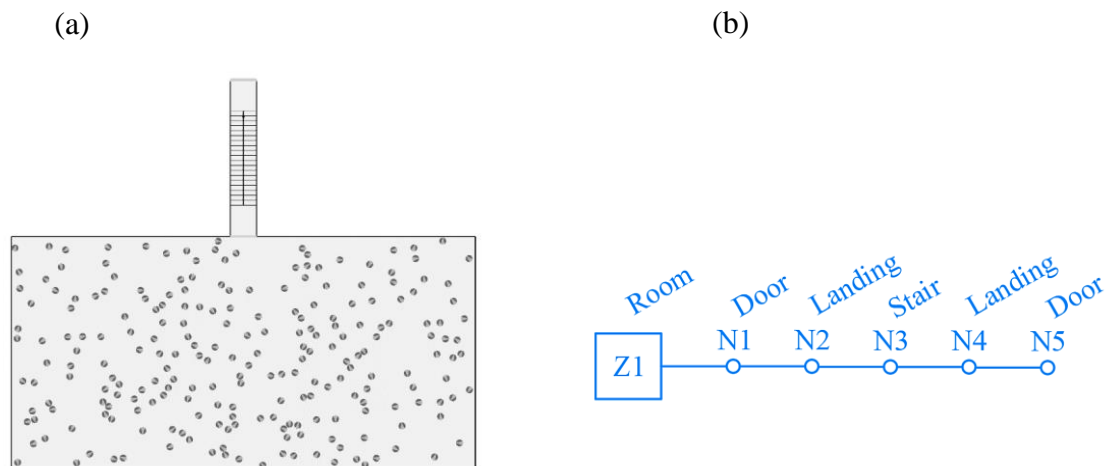 (a)
(b)
Room
Door
Landing
Stair
Landing
Door
Z1
N1
N2
N3
N4
N5